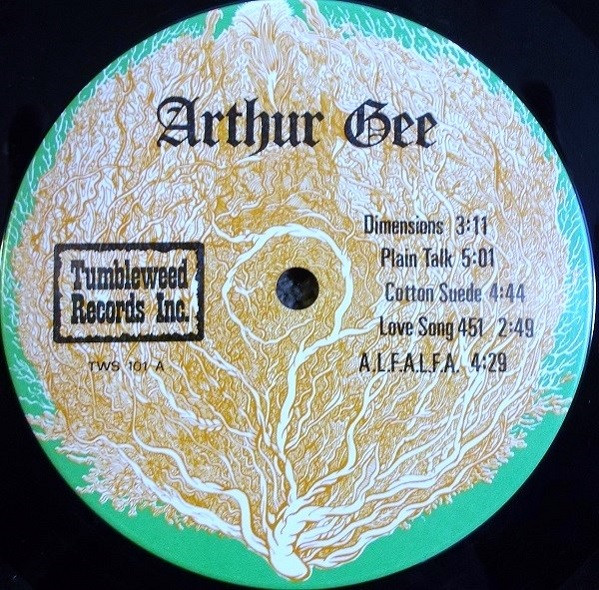 Arthur Gee
Tumbleweed
Records Inc.
TWS 101-A
Dimensions 3:11
Plain Talk 5:01
Cotton Suede 4:44
Love Song 451 2:49
A.L.F.A.L.F.A. 4:29